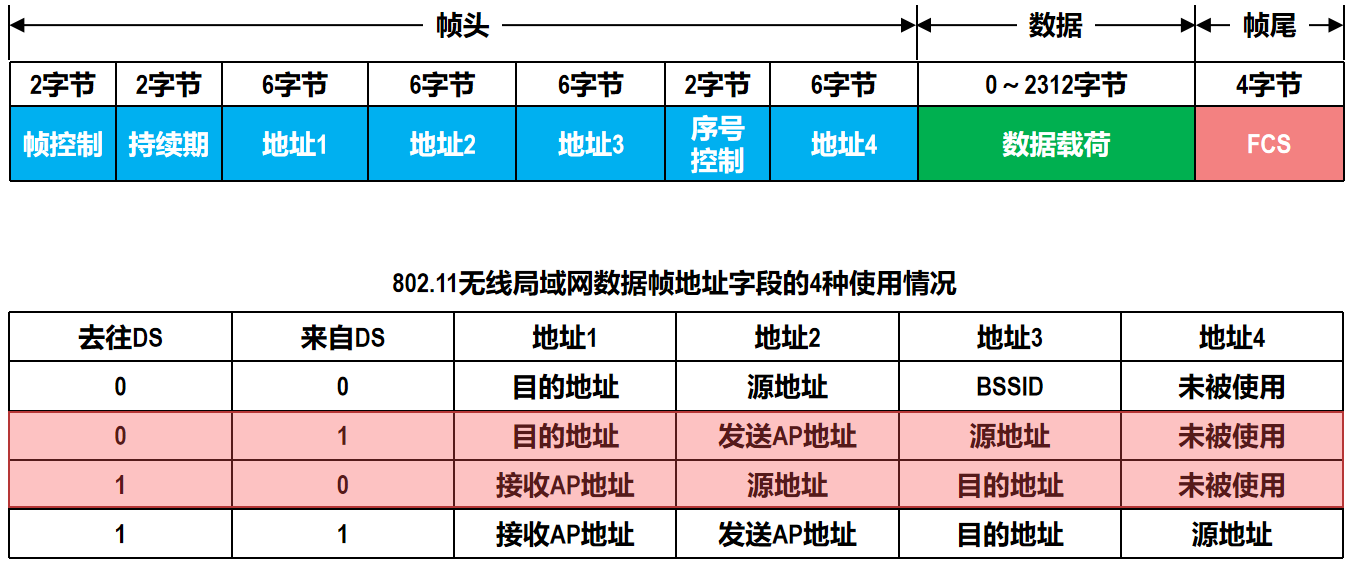 帧头 数据 帧尾
2字节 2字节 6字节 6字节 6字节 2字节 6字节 0～2312字节 4字节
帧控制 持续期 地址1 地址2 地址3 序号控制 地址4 数据载荷 FCS
802.11无线局域网数据帧地址字段的4种使用情况
去往DS 来自DS 地址1 地址2 地址3 地址4
0 0 目的地址 源地址 BSSID 未被使用
0 1 目的地址 发送AP地址 源地址 未被使用
1 0 接收AP地址 源地址 目的地址 未被使用
1 1 接收AP地址 发送AP地址 目的地址 源地址